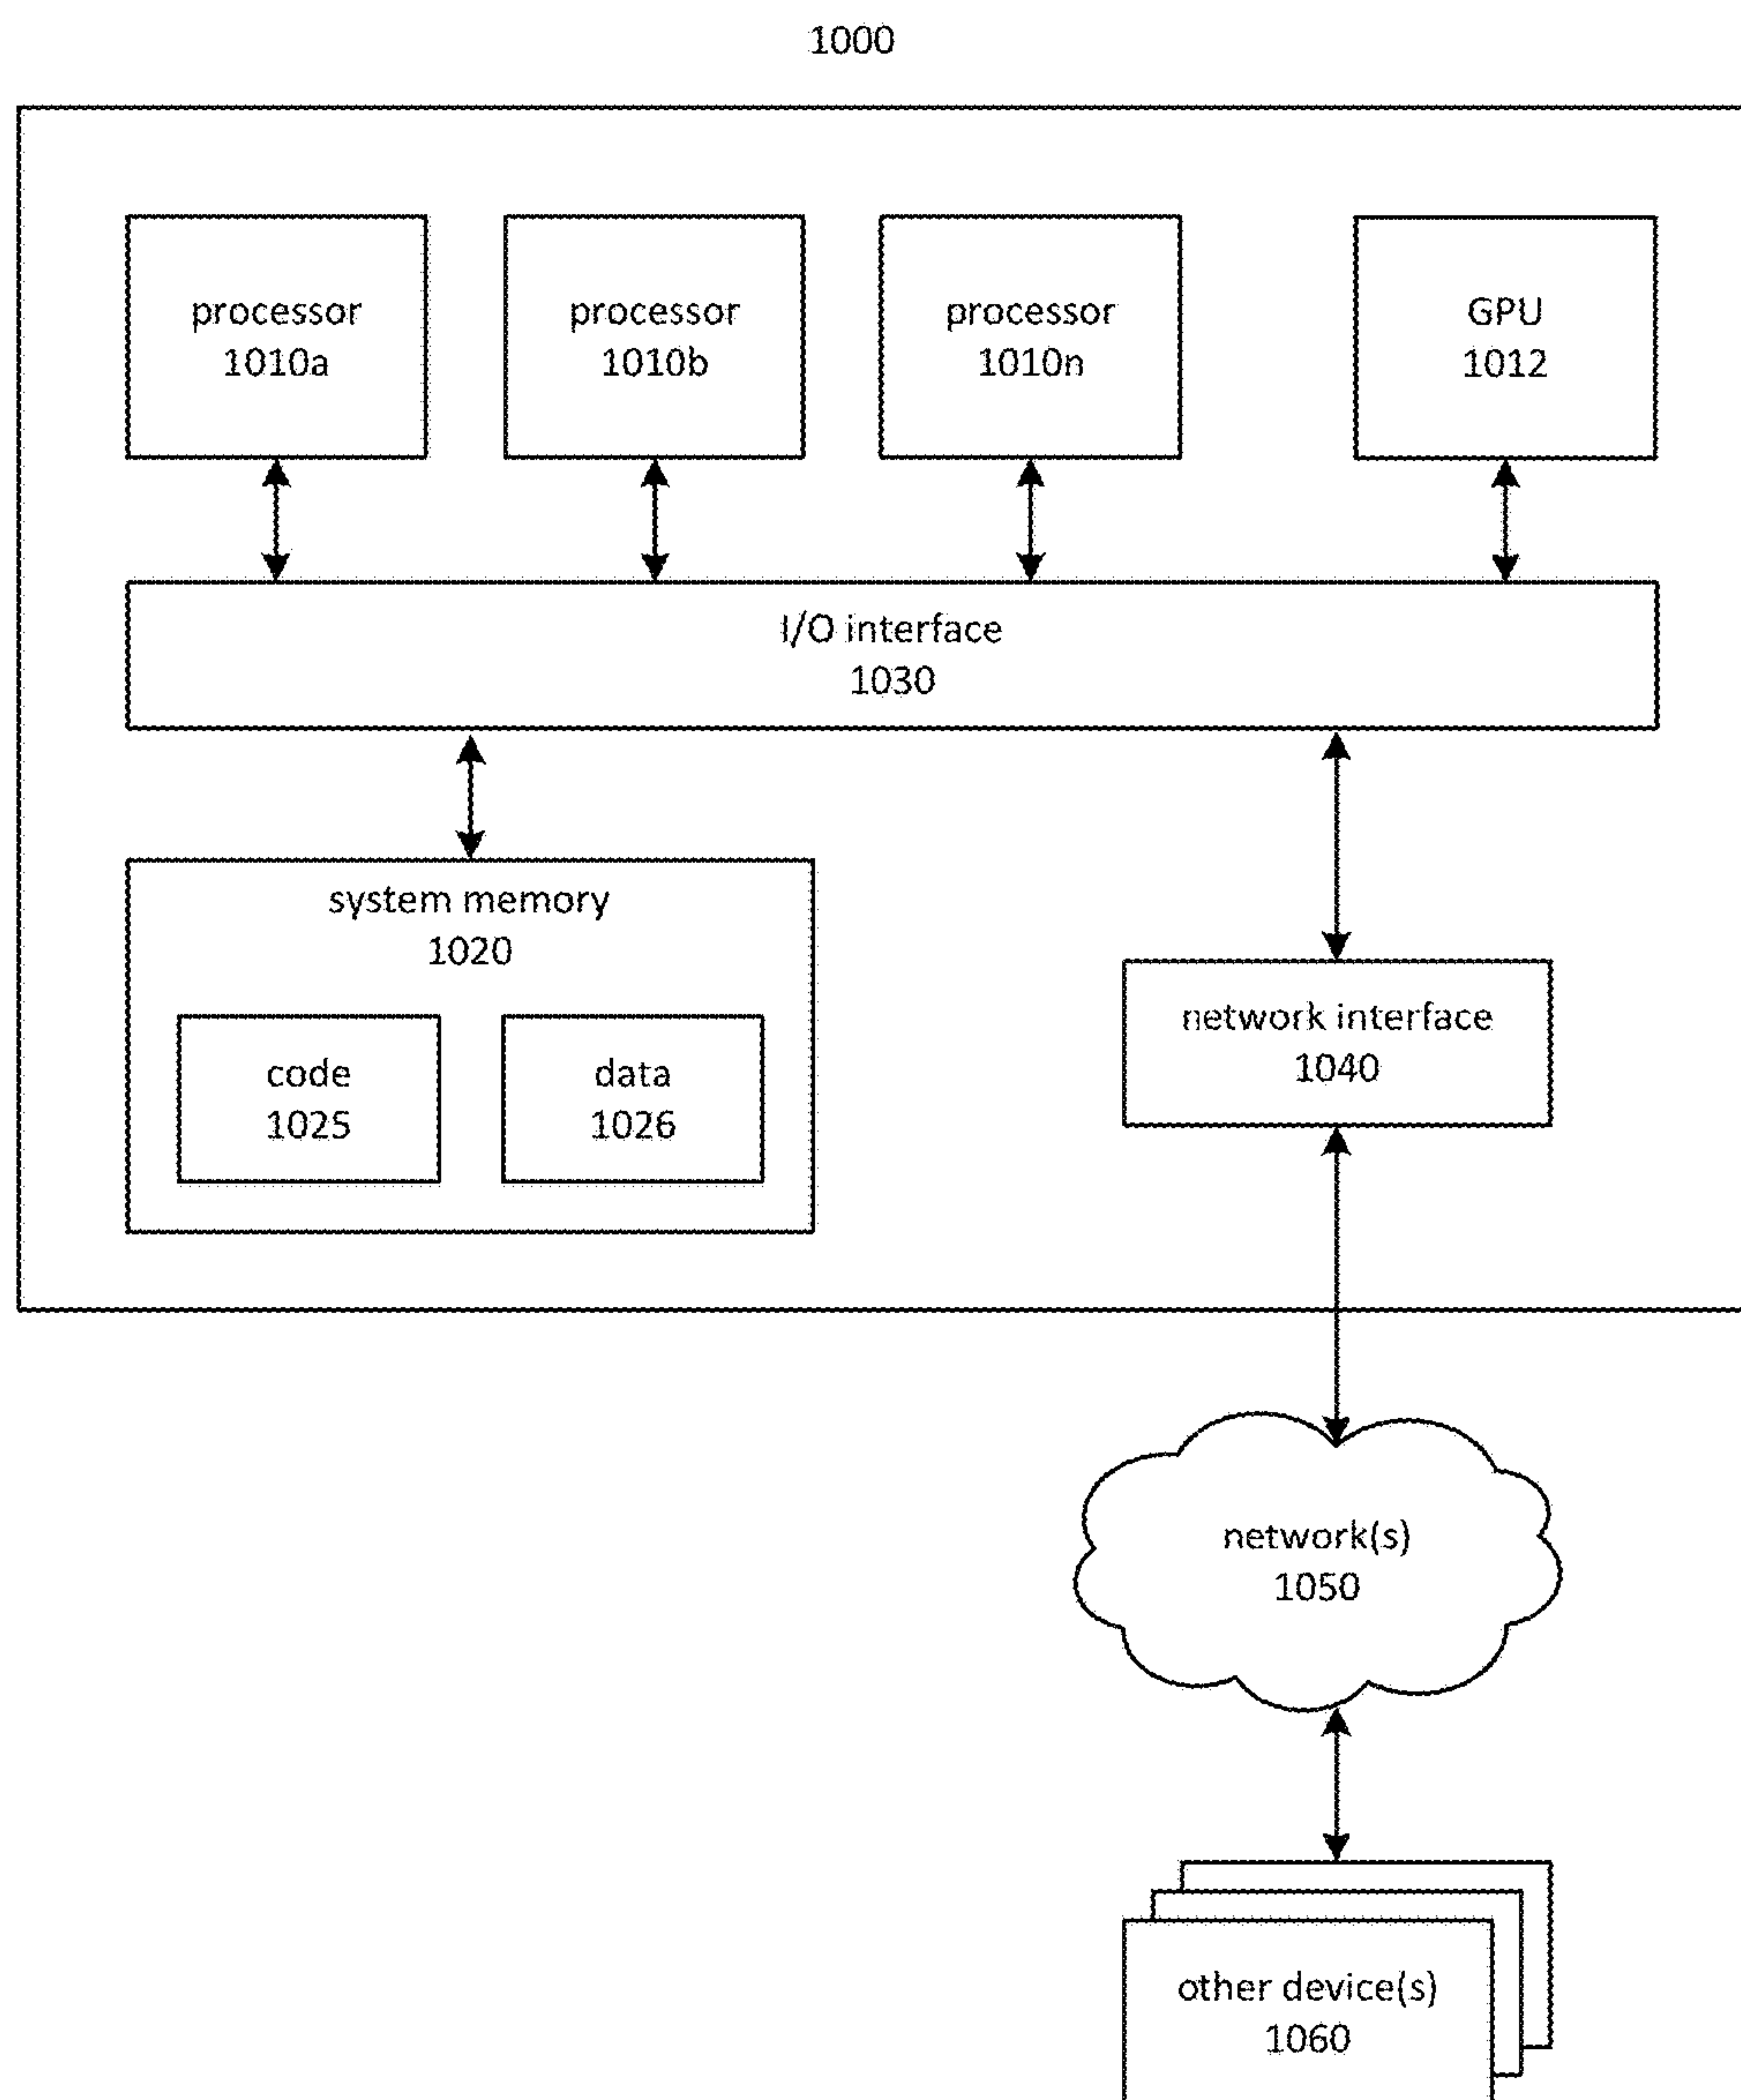 1000
processor
1010a
processor
1010b
processor
1010n
GPU
1012
I/O interface
1030
system memory
1020
code
1025
data
1026
network interface
1040
network(s)
1050
other device(s)
1060